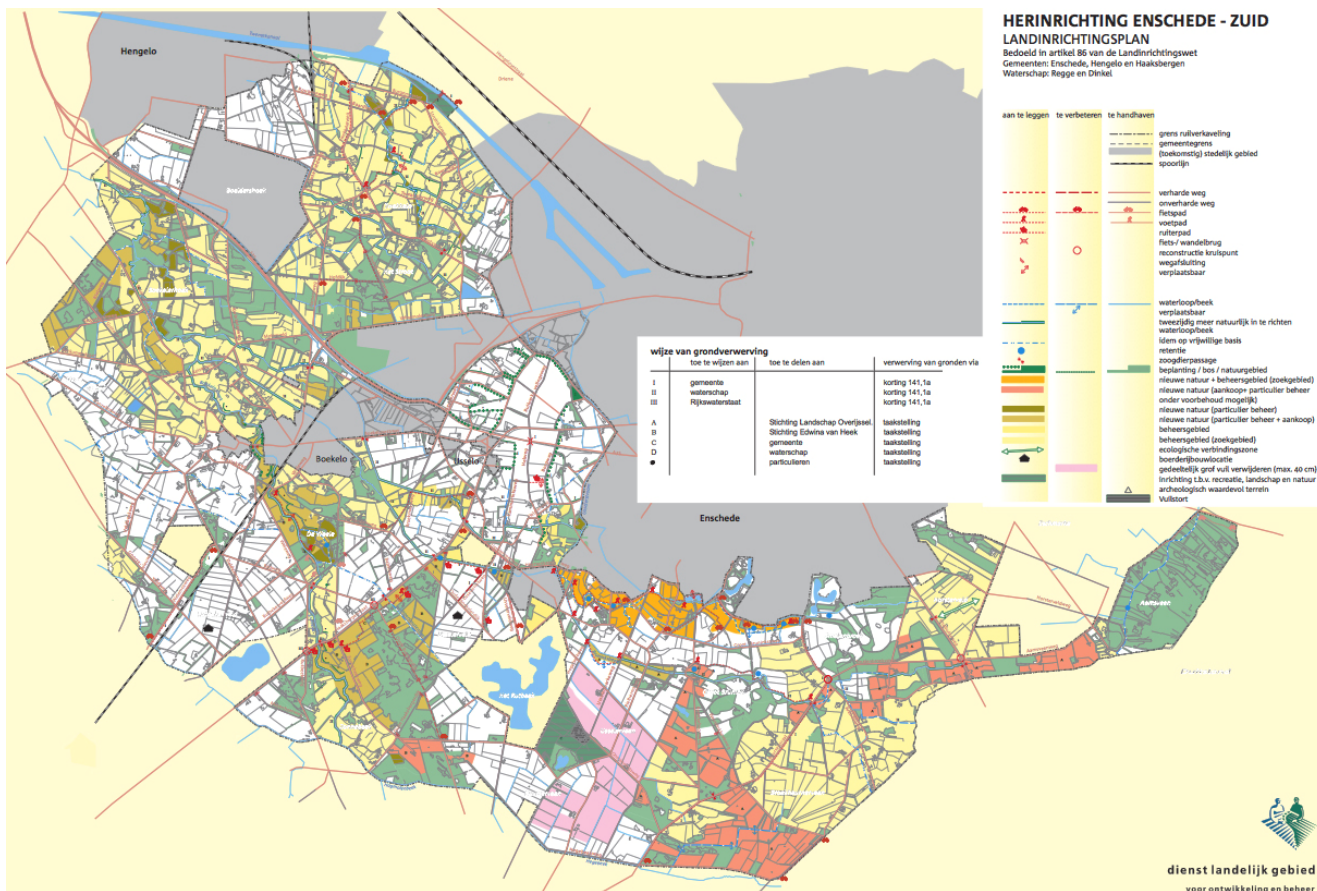 HERINRICHTING ENSCHEDE - ZUID
LANDINRICHTINGSPLAN
Bedoeld in artikel 86 van de Landinrichtingswet
Gemeenten: Enschede, Hengelo en Haaksbergen
Waterschap: Regge en Dinkel
aan te leggen te verbeteren te handhaven
grens ruilverkaveling
gemeentegrens
(toekomstig) stedelijk gebied
spoorlijn
verharde weg
onverharde weg
fietspad
voetpad
ruiterpad
fiets-/ wandelbrug
reconstructie kruispunt
wegafsluiting
verplaatsbaar
waterloop/beek
verplaatsbaar
tweezijdig meer natuurlijk in te richten
waterloop/beek
idem op vrijwillige basis
retentie
zoogdierpassage
beplanting / bos / natuurgebied
nieuwe natuur + beheersgebied (zoekgebied)
nieuwe natuur (aankoop+ particulier beheer
onder voorbehoud mogelijk)
nieuwe natuur (particulier beheer)
nieuwe natuur (particulier beheer + aankoop)
beheersgebied
beheersgebied (zoekgebied)
ecologische verbindingszone
boerderijbouwlocatie
gedeeltelijk grof vuil verwijderen (max. 40 cm)
inrichting t.b.v. recreatie, landschap en natuur
archeologisch waardevol terrein
Vuilstort
wijze van grondverwerving
toe te wijzen aan toe te delen aan verwerving van gronden via
I gemeente korting 141,1a
II waterschap korting 141,1a
III Rijkswaterstaat korting 141,1a
A Stichting Landschap Overijssel. taakstelling
B Stichting Edwina van Heek taakstelling
C gemeente taakstelling
D waterschap taakstelling
particulieren taakstelling
Hengelo
Boekelo
Usselo
Enschede
dienst landelijk gebied
voor ontwikkeling en beheer